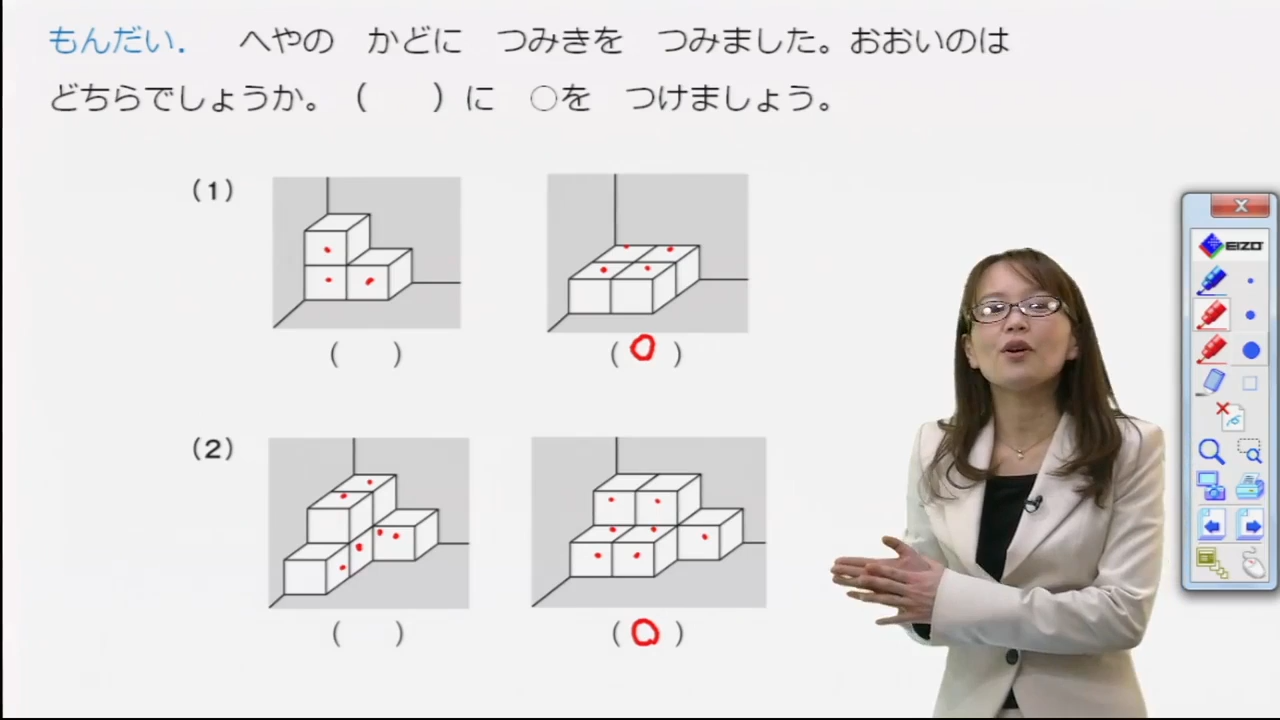 もんだい． へやの かどに つみきを つみました。おおいのは
どちらでしょうか。（ ）に ○を つけましょう。
（1）
（ ） （ ○ ）
（2）
（ ） （ ○ ）
EIZO